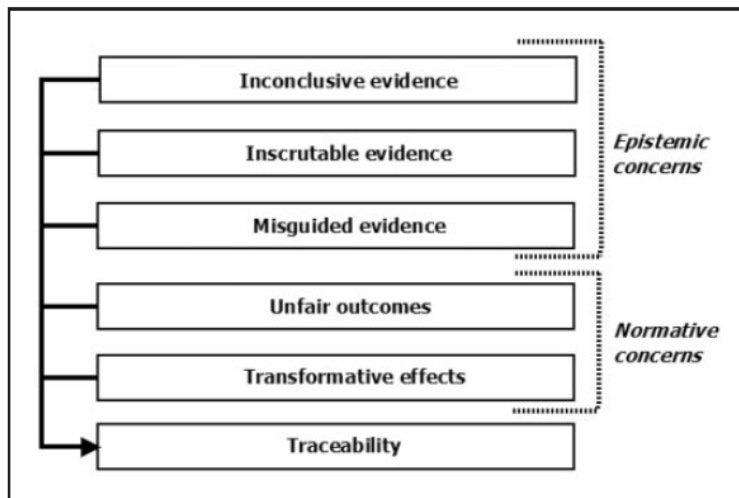 Inconclusive evidence
Inscrutable evidence
Misguided evidence
Epistemic
concerns
Unfair outcomes
Transformative effects
Normative
concerns
Traceability